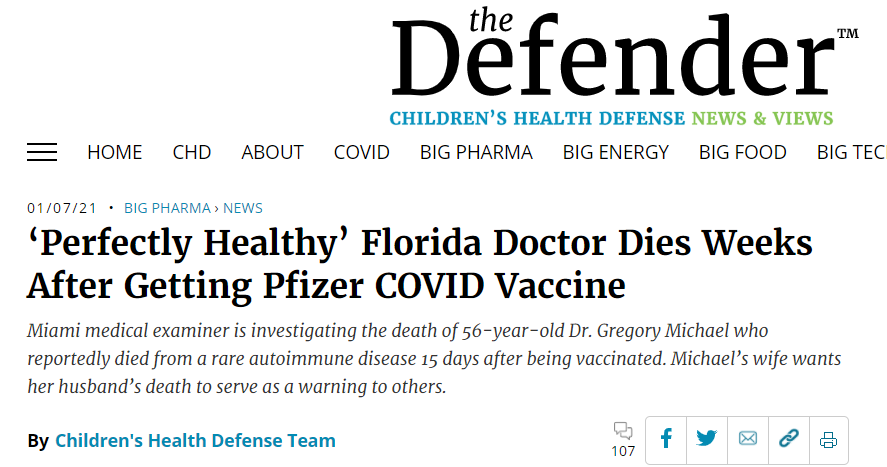 the
Defender™
CHILDREN'S HEALTH DEFENSE NEWS & VIEWS
HOME CHD ABOUT COVID BIG PHARMA BIG ENERGY BIG FOOD BIG TEC
01/07/21 • BIG PHARMA › NEWS
‘Perfectly Healthy’ Florida Doctor Dies Weeks
After Getting Pfizer COVID Vaccine
Miami medical examiner is investigating the death of 56-year-old Dr. Gregory Michael who
reportedly died from a rare autoimmune disease 15 days after being vaccinated. Michael’s wife wants
her husband’s death to serve as a warning to others.
By Children's Health Defense Team
107